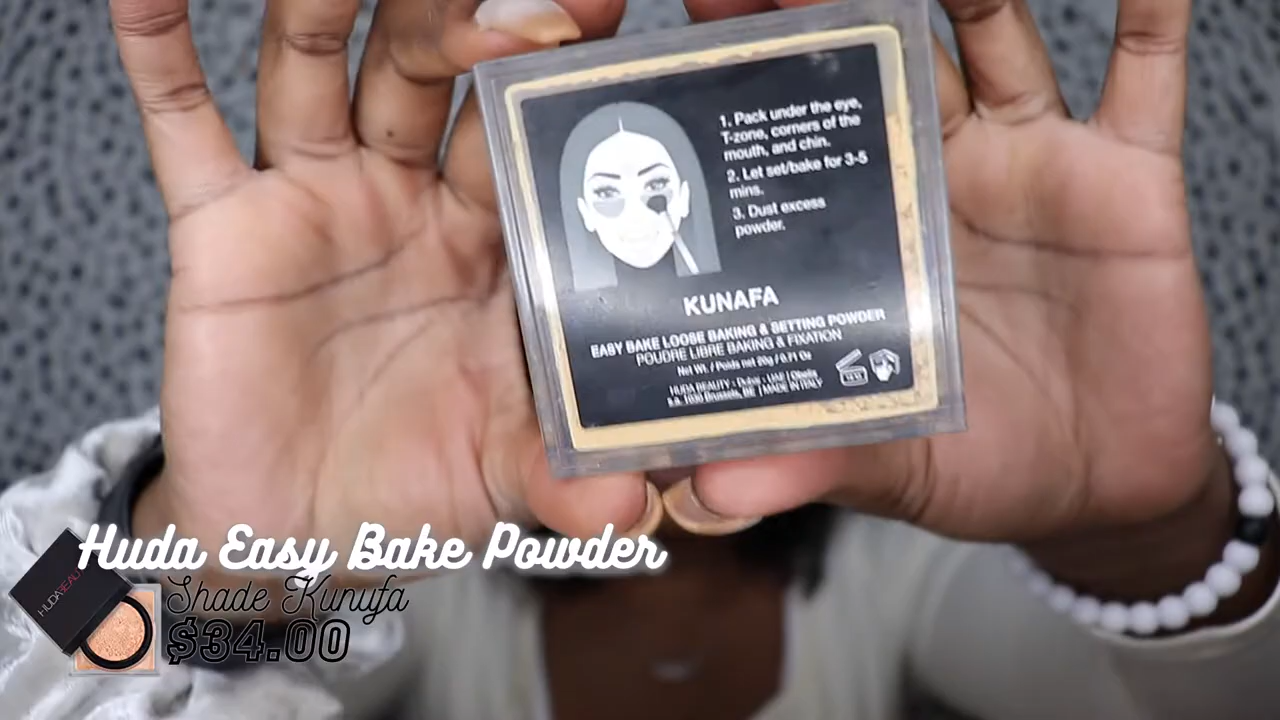 1. Pack under the eye,
T-zone, corners of the
mouth, and chin.
2. Let set/bake for 3-5
mins.
3. Dust excess
powder.
KUNAFA
EASY BAKE LOOSE BAKING & SETTING POWDER
POUDRE LIBRE BAKING & FIXATION
Net Wt. / Poids net 20g / 0.71 Oz
HUDA BEAUTY - Dubai - UAE | Obelis
s.a. 1030 Brussels, BE | MADE IN ITALY
Huda Easy Bake Powder
Shade Kunufa
$34.00
HUDABEAU